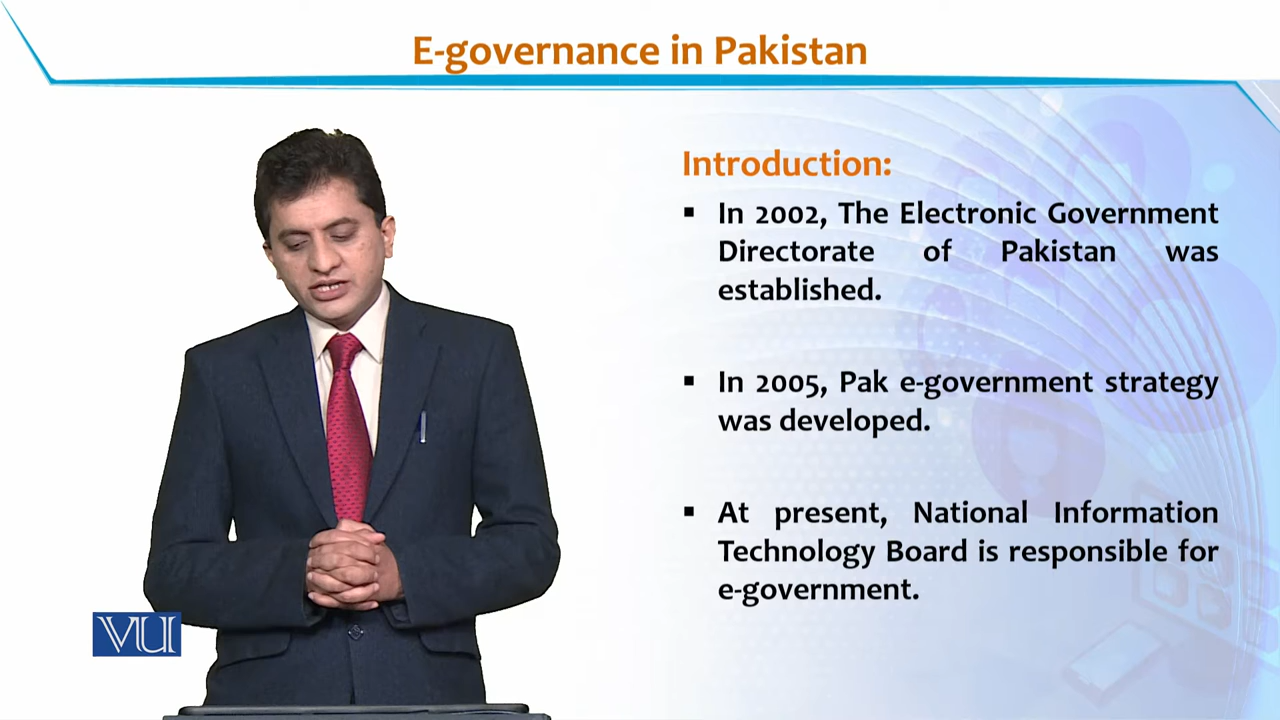 E-governance in Pakistan
Introduction:
▪ In 2002, The Electronic Government
Directorate of Pakistan was
established.
▪ In 2005, Pak e-government strategy
was developed.
▪ At present, National Information
Technology Board is responsible for
e-government.
VU